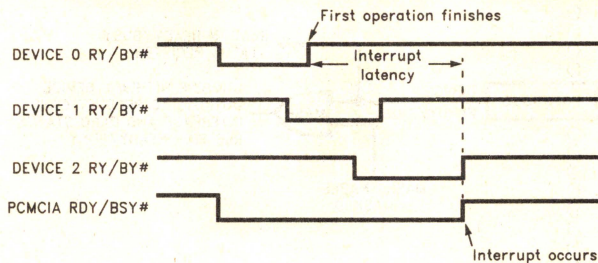 First operation finishes
DEVICE 0 RY/BY#
Interrupt
latency
DEVICE 1 RY/BY#
DEVICE 2 RY/BY#
PCMCIA RDY/BSY#
Interrupt occurs